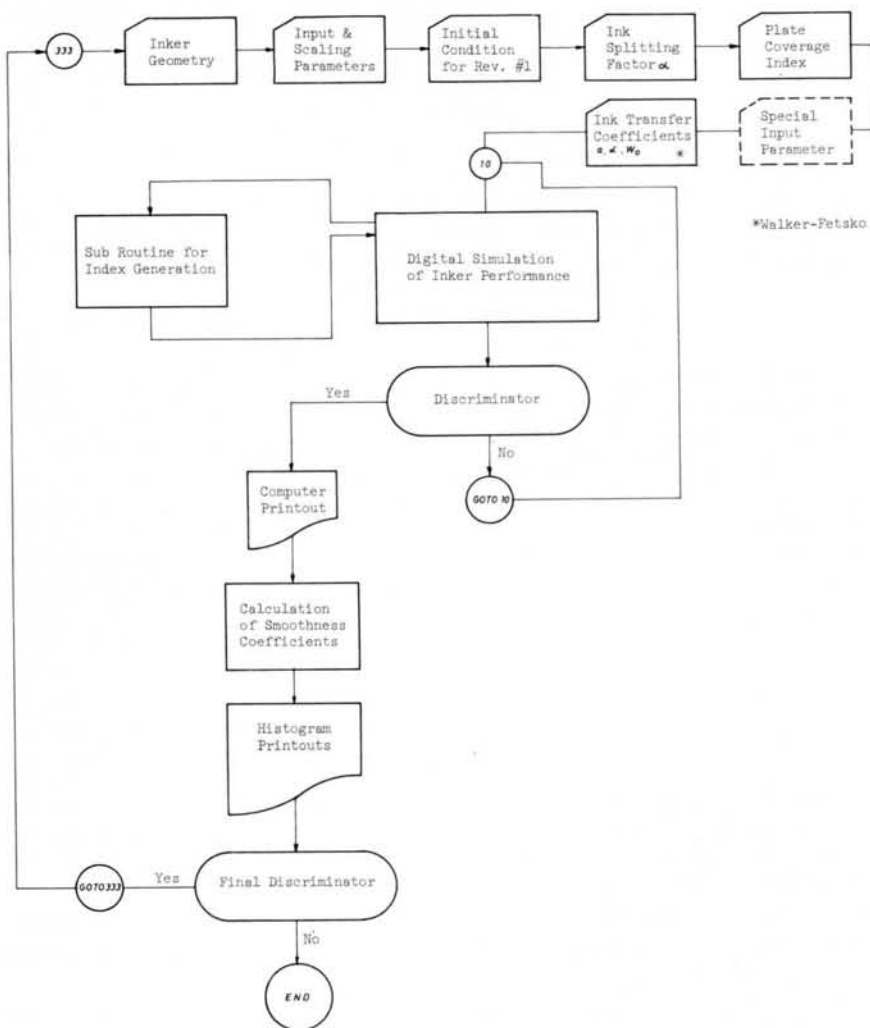 333
Inker
Geometry
Input &
Scaling
Parameters
Initial
Condition
for Rev. #1
Ink
Splitting
Factor α
Plate
Coverage
Index
Ink Transfer
Coefficients
a, α, W₀ *
Special
Input
Parameter
10
*Walker-Fetsko
Sub Routine for
Index Generation
Digital Simulation
of Inker Performance
Yes
Discriminator
No
GOTO 10
Computer
Printout
Calculation
of Smoothness
Coefficients
Histogram
Printouts
GOTO333
Yes
Final Discriminator
No
END